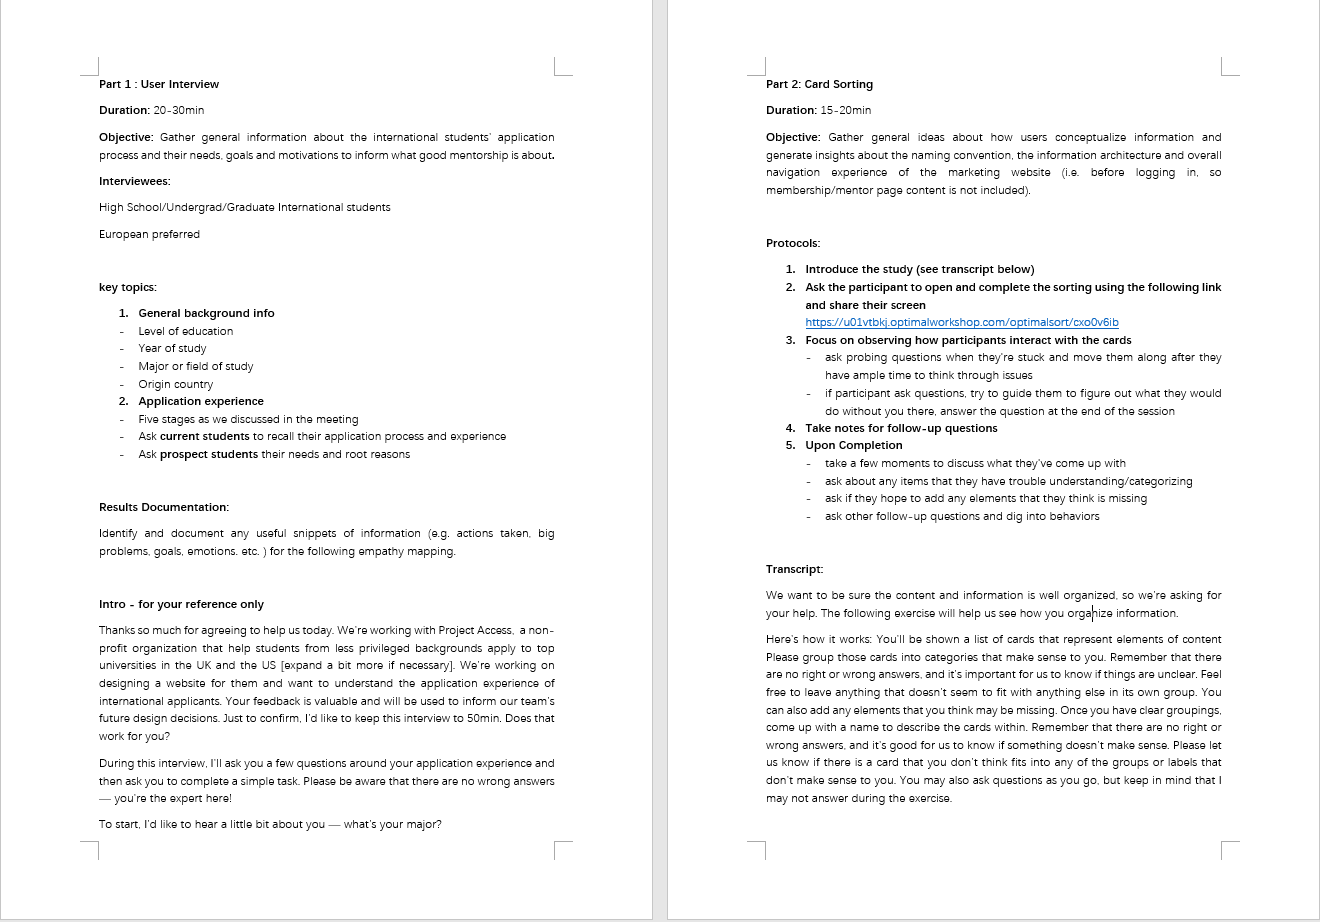 Part 1 : User Interview
Duration: 20-30min
Objective: Gather general information about the international students' application
process and their needs, goals and motivations to inform what good mentorship is about.
Interviewees:
High School/Undergrad/Graduate International students
European preferred
key topics:
1. General background info
- Level of education
- Year of study
- Major or field of study
- Origin country
2. Application experience
- Five stages as we discussed in the meeting
- Ask current students to recall their application process and experience
- Ask prospect students their needs and root reasons
Results Documentation:
Identify and document any useful snippets of information (e.g. actions taken, big
problems, goals, emotions. etc. ) for the following empathy mapping.
Intro - for your reference only
Thanks so much for agreeing to help us today. We're working with Project Access, a non-
profit organization that help students from less privileged backgrounds apply to top
universities in the UK and the US [expand a bit more if necessary]. We're working on
designing a website for them and want to understand the application experience of
international applicants. Your feedback is valuable and will be used to inform our team's
future design decisions. Just to confirm, I'd like to keep this interview to 50min. Does that
work for you?
During this interview, I'll ask you a few questions around your application experience and
then ask you to complete a simple task. Please be aware that there are no wrong answers
— you're the expert here!
To start, I'd like to hear a little bit about you — what's your major?
Part 2: Card Sorting
Duration: 15-20min
Objective: Gather general ideas about how users conceptualize information and
generate insights about the naming convention, the information architecture and overall
navigation experience of the marketing website (i.e. before logging in, so
membership/mentor page content is not included).
Protocols:
1. Introduce the study (see transcript below)
2. Ask the participant to open and complete the sorting using the following link
and share their screen
https://u01vtbkj.optimalworkshop.com/optimalsort/cxo0v6ib
3. Focus on observing how participants interact with the cards
- ask probing questions when they're stuck and move them along after they
have ample time to think through issues
- if participant ask questions, try to guide them to figure out what they would
do without you there, answer the question at the end of the session
4. Take notes for follow-up questions
5. Upon Completion
- take a few moments to discuss what they've come up with
- ask about any items that they have trouble understanding/categorizing
- ask if they hope to add any elements that they think is missing
- ask other follow-up questions and dig into behaviors
Transcript:
We want to be sure the content and information is well organized, so we're asking for
your help. The following exercise will help us see how you organize information.
Here's how it works: You'll be shown a list of cards that represent elements of content
Please group those cards into categories that make sense to you. Remember that there
are no right or wrong answers, and it's important for us to know if things are unclear. Feel
free to leave anything that doesn't seem to fit with anything else in its own group. You
can also add any elements that you think may be missing. Once you have clear groupings,
come up with a name to describe the cards within. Remember that there are no right or
wrong answers, and it's good for us to know if something doesn't make sense. Please let
us know if there is a card that you don't think fits into any of the groups or labels that
don't make sense to you. You may also ask questions as you go, but keep in mind that I
may not answer during the exercise.